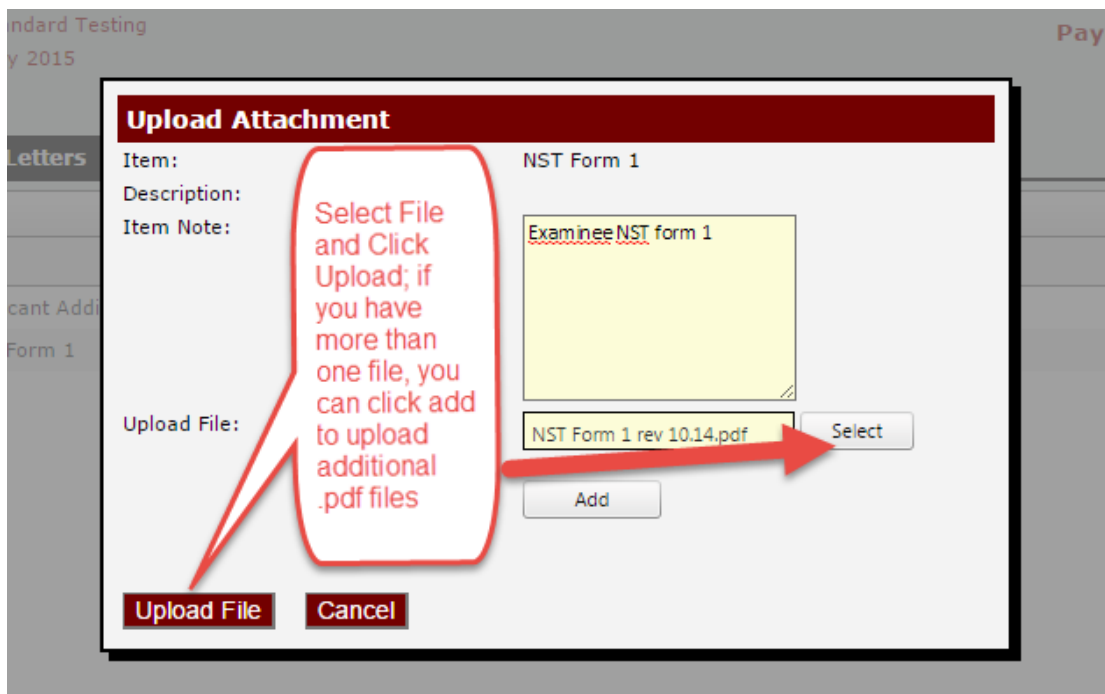 ndard Testing
y 2015
Pay
Letters
cant Addi
Form 1
Upload Attachment
Item:
NST Form 1
Description:
Item Note:
Examinee NST form 1
Select File
and Click
Upload; if
you have
more than
one file, you
can click add
to upload
additional
.pdf files
Upload File:
NST Form 1 rev 10.14.pdf
Select
Add
Upload File
Cancel